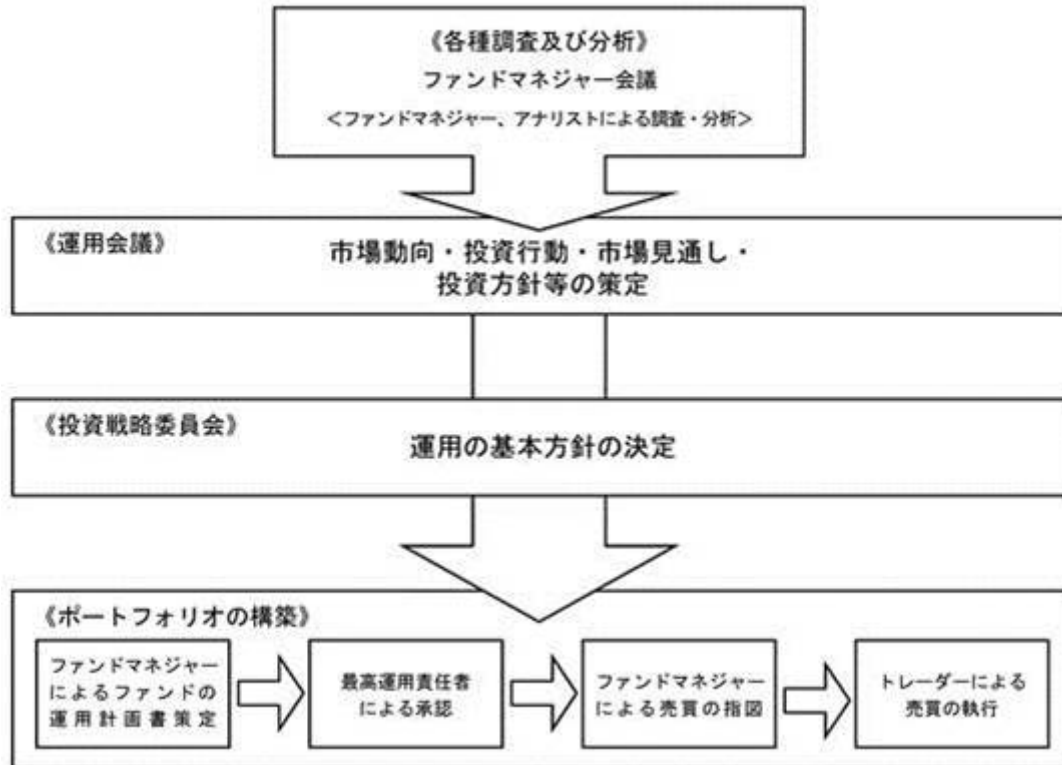 《各種調査及び分析》
ファンドマネジャー会議
<ファンドマネジャー、アナリストによる調査・分析>
《運用会議》
市場動向・投資行動・市場見通し・
投資方針等の策定
《投資戦略委員会》
運用の基本方針の決定
《ポートフォリオの構築》
ファンドマネジャー
によるファンドの
運用計画書策定
最高運用責任者
による承認
ファンドマネジャー
による売買の指図
トレーダーによる
売買の執行